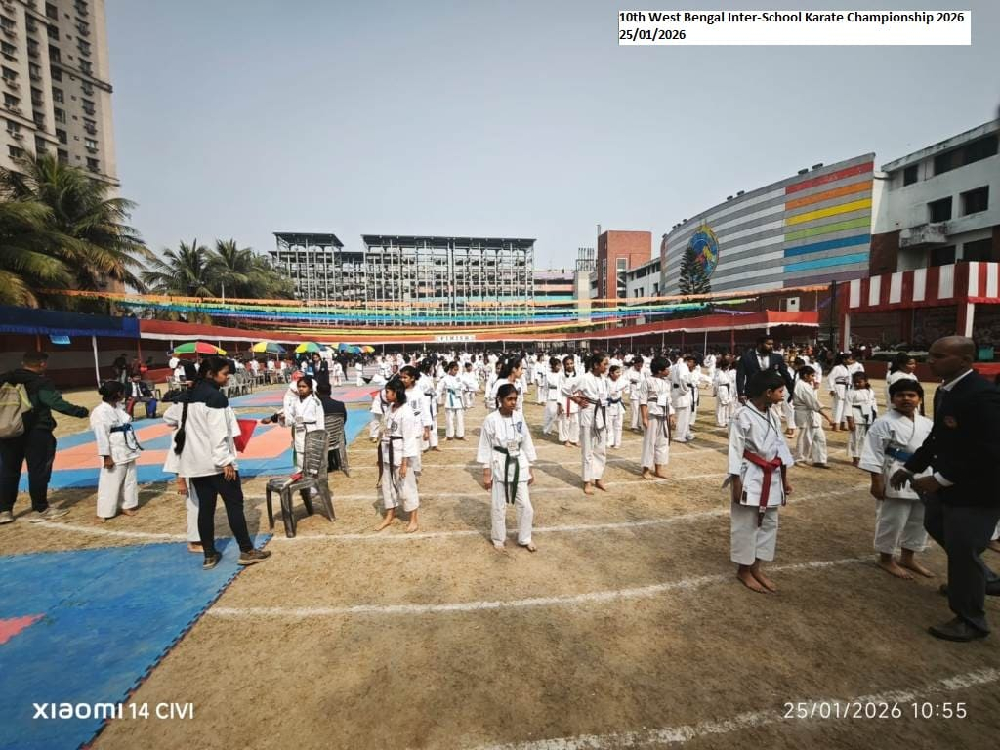 10th West Bengal Inter-School Karate Championship 2026
25/01/2026
FINISH
XIAOMI 14 CIVI
25/01/2026 10:55